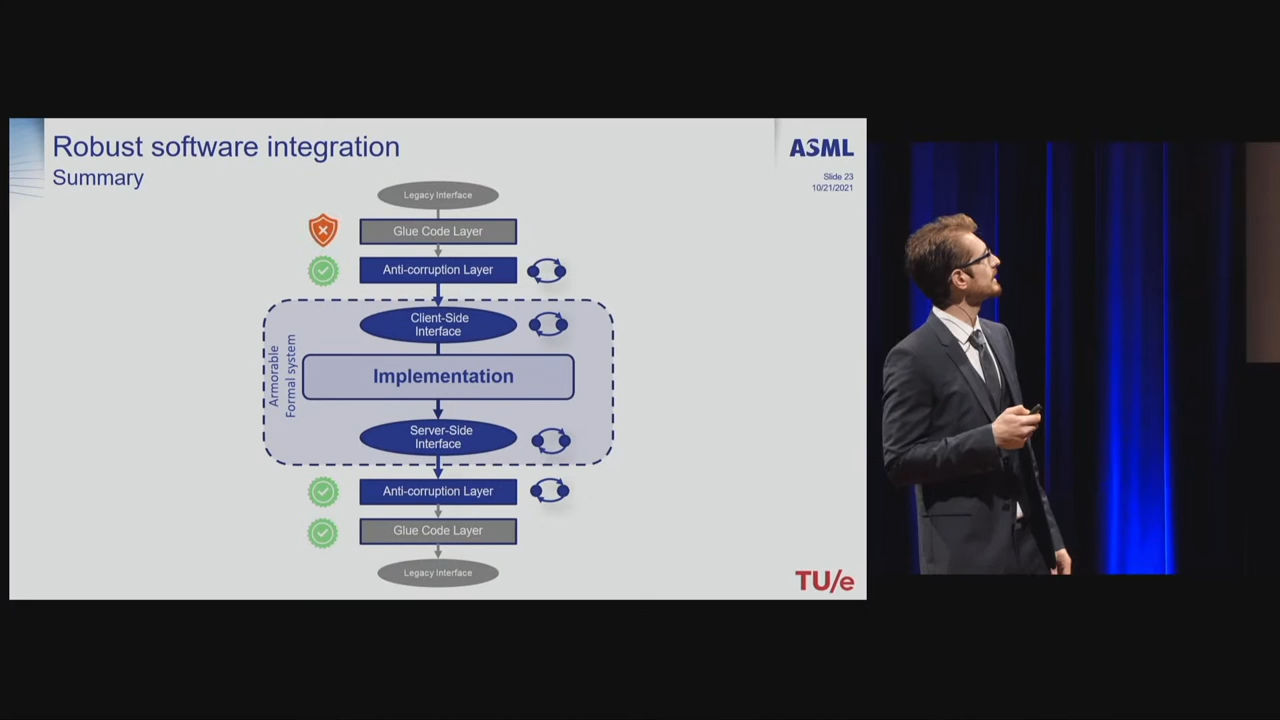 Robust software integration
Summary
ASML
Slide 23
10/21/2021
Legacy Interface
Glue Code Layer
Anti-corruption Layer
Client-Side
Interface
Armorable
Formal system
Implementation
Server-Side
Interface
Anti-corruption Layer
Glue Code Layer
Legacy Interface
TU/e